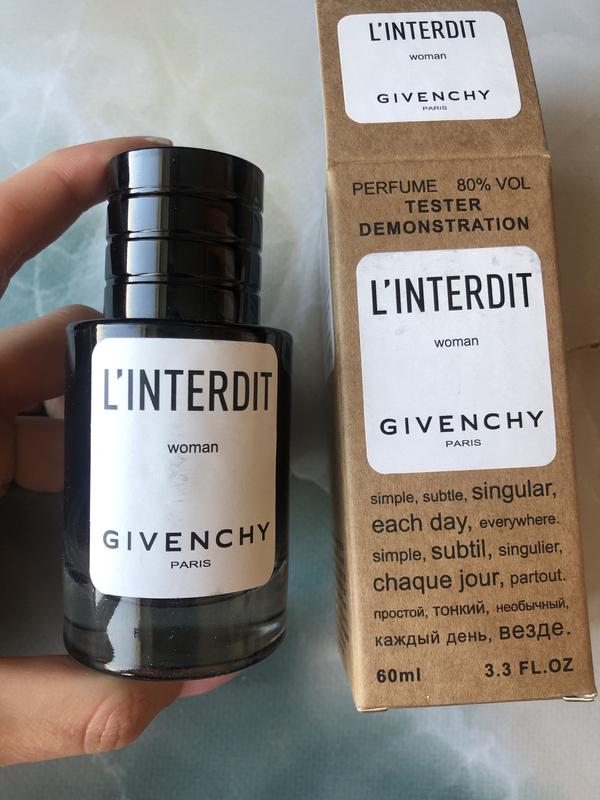 L'INTERDIT
woman
GIVENCHY
PARIS
L'INTERDIT
woman
GIVENCHY
PARIS
PERFUME 80% VOL
TESTER
DEMONSTRATION
L'INTERDIT
woman
GIVENCHY
PARIS
simple, subtle, singular,
each day, everywhere.
simple, subtil, singulier,
chaque jour, partout.
простой, тонкий, необычный,
каждый день, везде.
60ml 3.3 FL.OZ